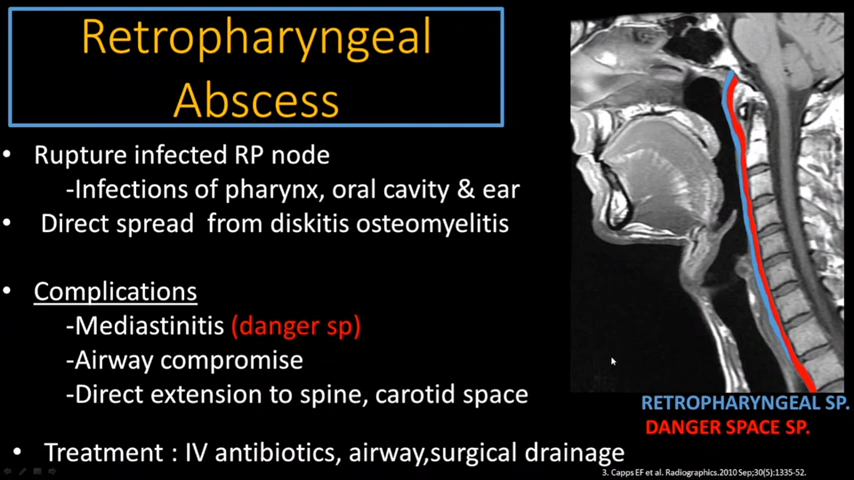 Retropharyngeal
Abscess
• Rupture infected RP node
-Infections of pharynx, oral cavity & ear
• Direct spread from diskitis osteomyelitis
• Complications
-Mediastinitis (danger sp)
-Airway compromise
-Direct extension to spine, carotid space
• Treatment : IV antibiotics, airway,surgical drainage
RETROPHARYNGEAL SP.
DANGER SPACE SP.
3. Capps EF et al. Radiographics.2010 Sep;30(5):1335-52.